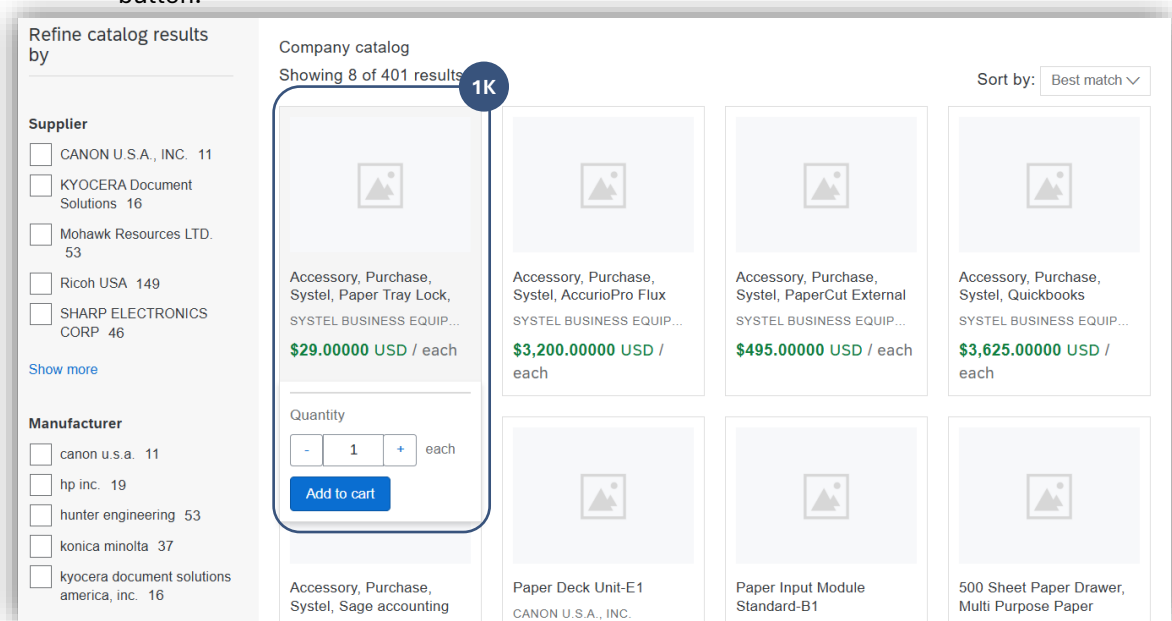 button.
Refine catalog results
by
Supplier
CANON U.S.A., INC. 11
KYOCERA Document
Solutions 16
Mohawk Resources LTD.
53
Ricoh USA 149
SHARP ELECTRONICS
CORP 46
Show more
Manufacturer
canon u.s.a. 11
hp inc. 19
hunter engineering 53
konica minolta 37
kyocera document solutions
america, inc. 16
Company catalog
Showing 8 of 401 results
1K
Sort by: Best match
Accessory, Purchase,
Systel, Paper Tray Lock,
SYSTEL BUSINESS EQUIP...
$29.00000 USD / each
Quantity
- 1 + each
Add to cart
Accessory, Purchase,
Systel, AccurioPro Flux
SYSTEL BUSINESS EQUIP...
$3,200.00000 USD /
each
Accessory, Purchase,
Systel, PaperCut External
SYSTEL BUSINESS EQUIP...
$495.00000 USD / each
Accessory, Purchase,
Systel, Quickbooks
SYSTEL BUSINESS EQUIP...
$3,625.00000 USD /
each
Accessory, Purchase,
Systel, Sage accounting
Paper Deck Unit-E1
CANON U.S.A., INC.
Paper Input Module
Standard-B1
500 Sheet Paper Drawer,
Multi Purpose Paper